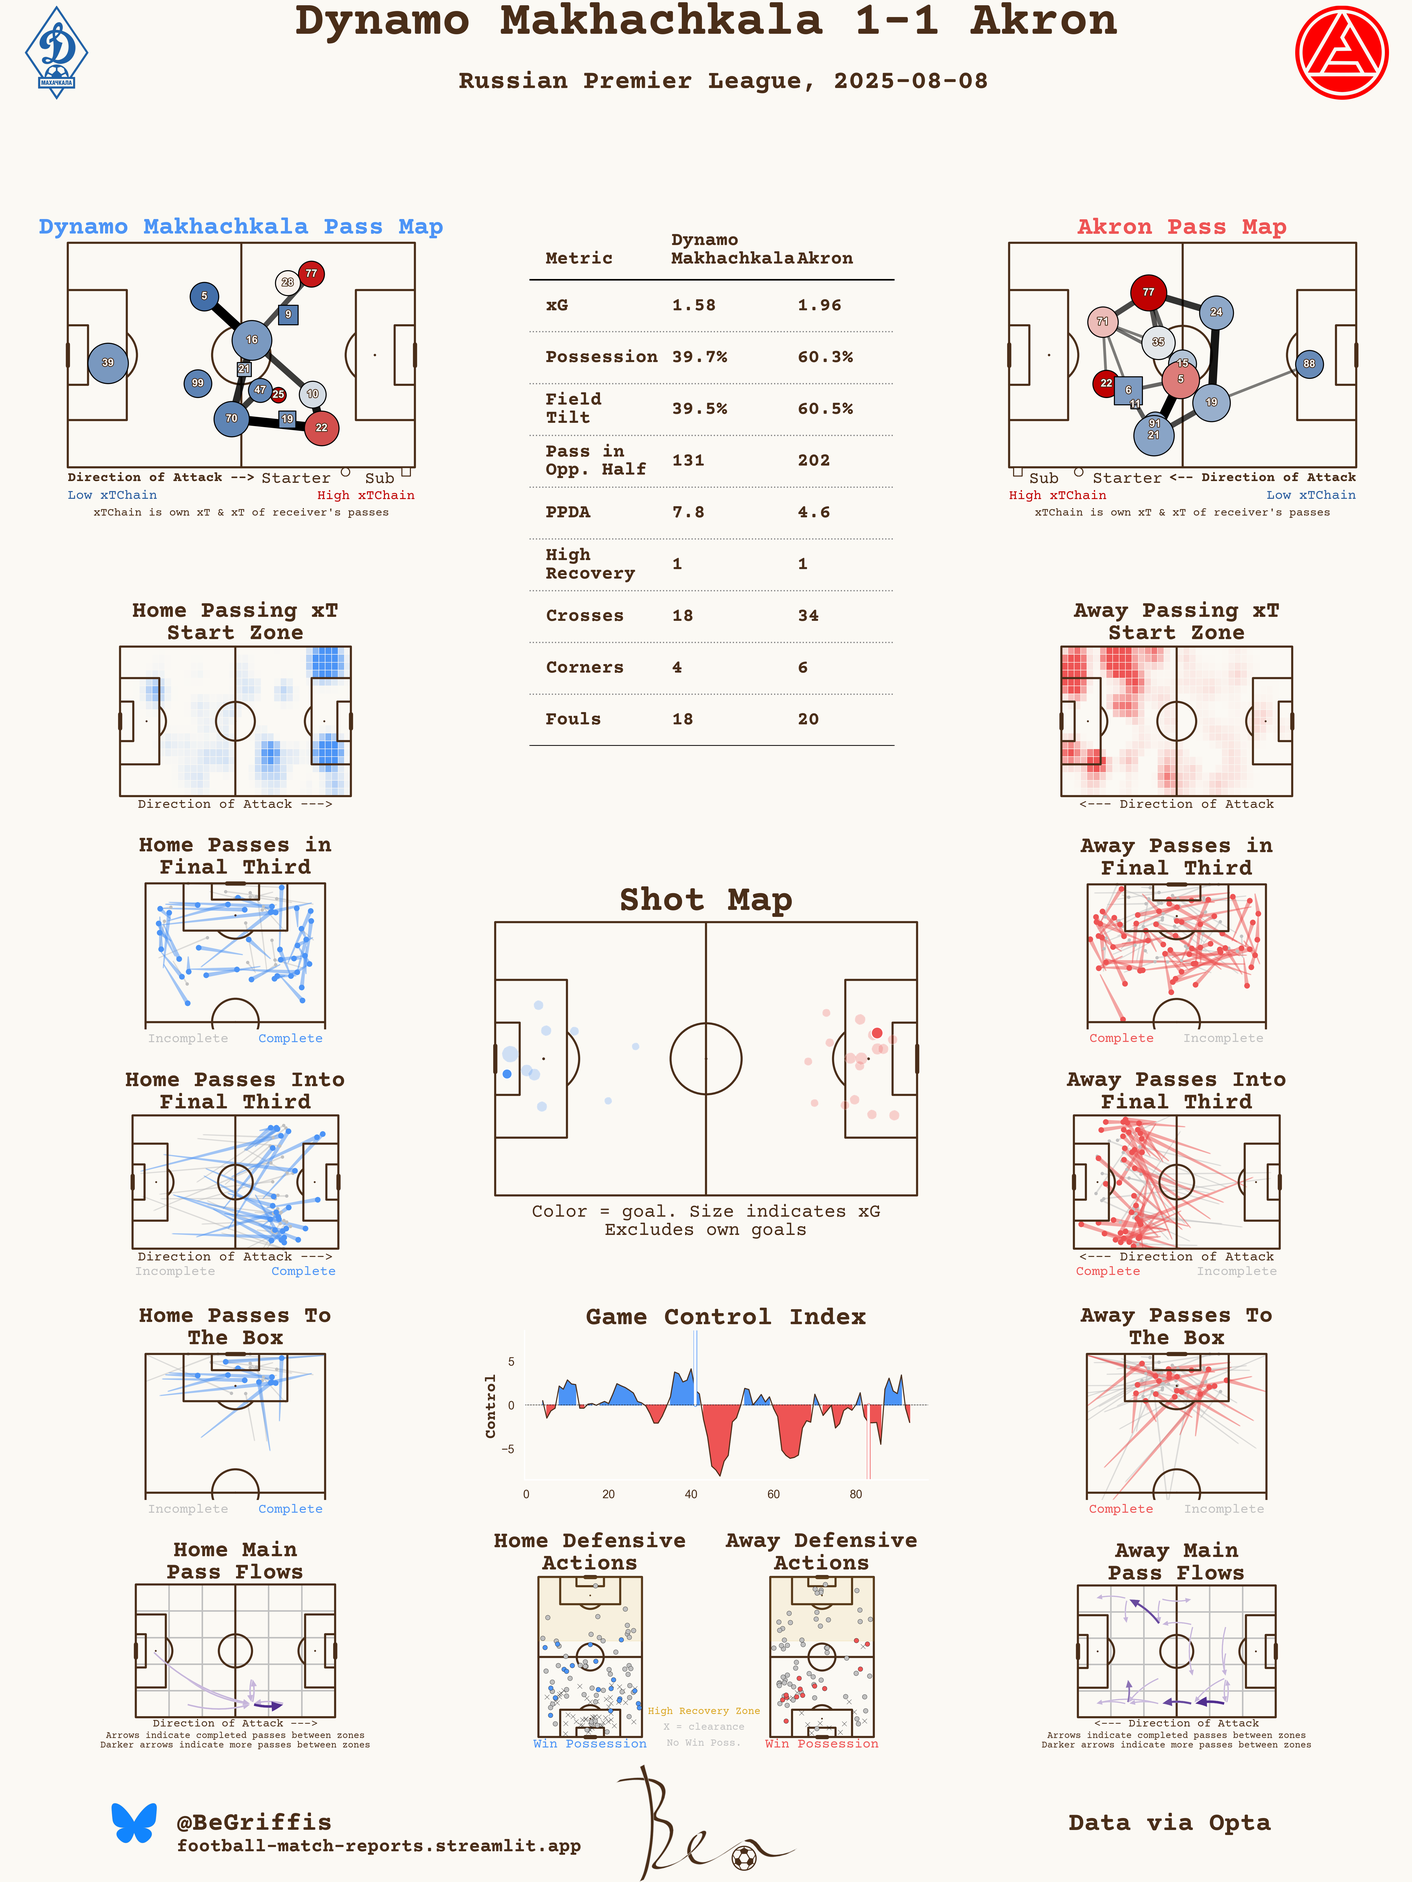 Dynamo Makhachkala 1-1 Akron
Russian Premier League, 2025-08-08
МАХАЧКАЛА
Dynamo Makhachkala Pass Map
39
5
99
16
21
70
47
25
28
77
9
10
19
22
Direction of Attack --> Starter Sub
Low xTChain High xTChain
xTChain is own xT & xT of receiver's passes
Metric Dynamo Makhachkala Akron
xG 1.58 1.96
Possession 39.7% 60.3%
Field Tilt 39.5% 60.5%
Pass in Opp. Half 131 202
PPDA 7.8 4.6
High Recovery 1 1
Crosses 18 34
Corners 4 6
Fouls 18 20
Akron Pass Map
77
71
35
24
15
5
22
6
11
19
91
21
88
Sub Starter <-- Direction of Attack
High xTChain Low xTChain
xTChain is own xT & xT of receiver's passes
Home Passing xT
Start Zone
Direction of Attack --->
Away Passing xT
Start Zone
<--- Direction of Attack
Home Passes in
Final Third
Incomplete Complete
Away Passes in
Final Third
Complete Incomplete
Shot Map
Color = goal. Size indicates xG
Excludes own goals
Home Passes Into
Final Third
Direction of Attack --->
Incomplete Complete
Away Passes Into
Final Third
<--- Direction of Attack
Complete Incomplete
Home Passes To
The Box
Incomplete Complete
Game Control Index
Control
5
0
−5
0 20 40 60 80
Away Passes To
The Box
Complete Incomplete
Home Main
Pass Flows
Direction of Attack --->
Arrows indicate completed passes between zones
Darker arrows indicate more passes between zones
Home Defensive
Actions
Win Possession
Away Defensive
Actions
Win Possession
High Recovery Zone
X = clearance
No Win Poss.
Away Main
Pass Flows
<--- Direction of Attack
Arrows indicate completed passes between zones
Darker arrows indicate more passes between zones
@BeGriffis
football-match-reports.streamlit.app
Ben
Data via Opta